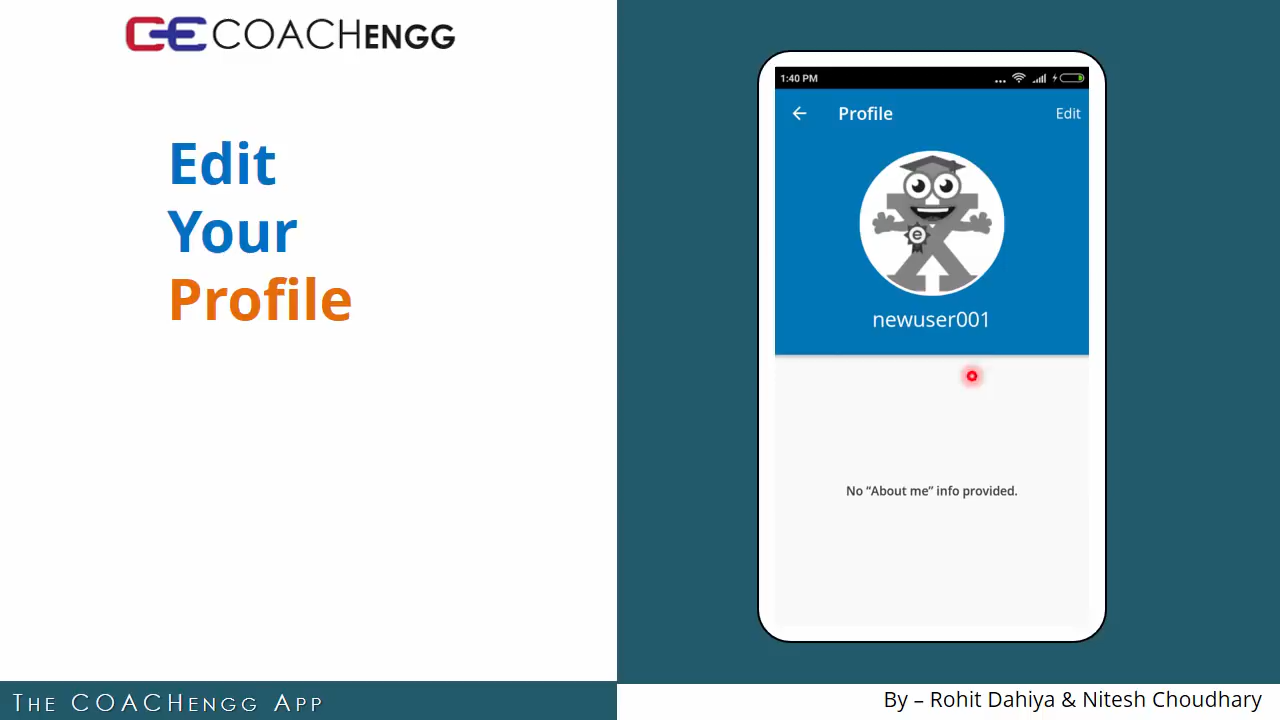 CE COACHENGG
Edit
Your
Profile
1:40 PM
Profile
Edit
e
newuser001
No “About me” info provided.
THE COACHENGG APP
By – Rohit Dahiya & Nitesh Choudhary